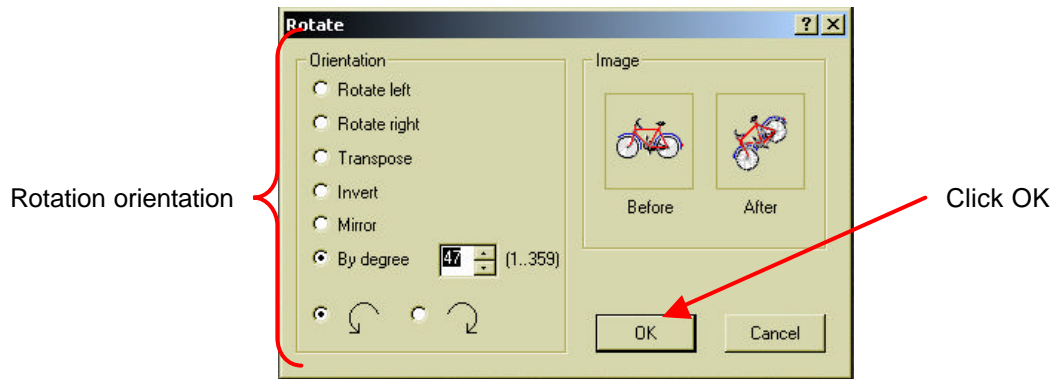 Rotate
Orientation
Rotate left
Rotate right
Transpose
Invert
Mirror
By degree 47 (1..359)
Image
Before After
OK Cancel
Rotation orientation
Click OK